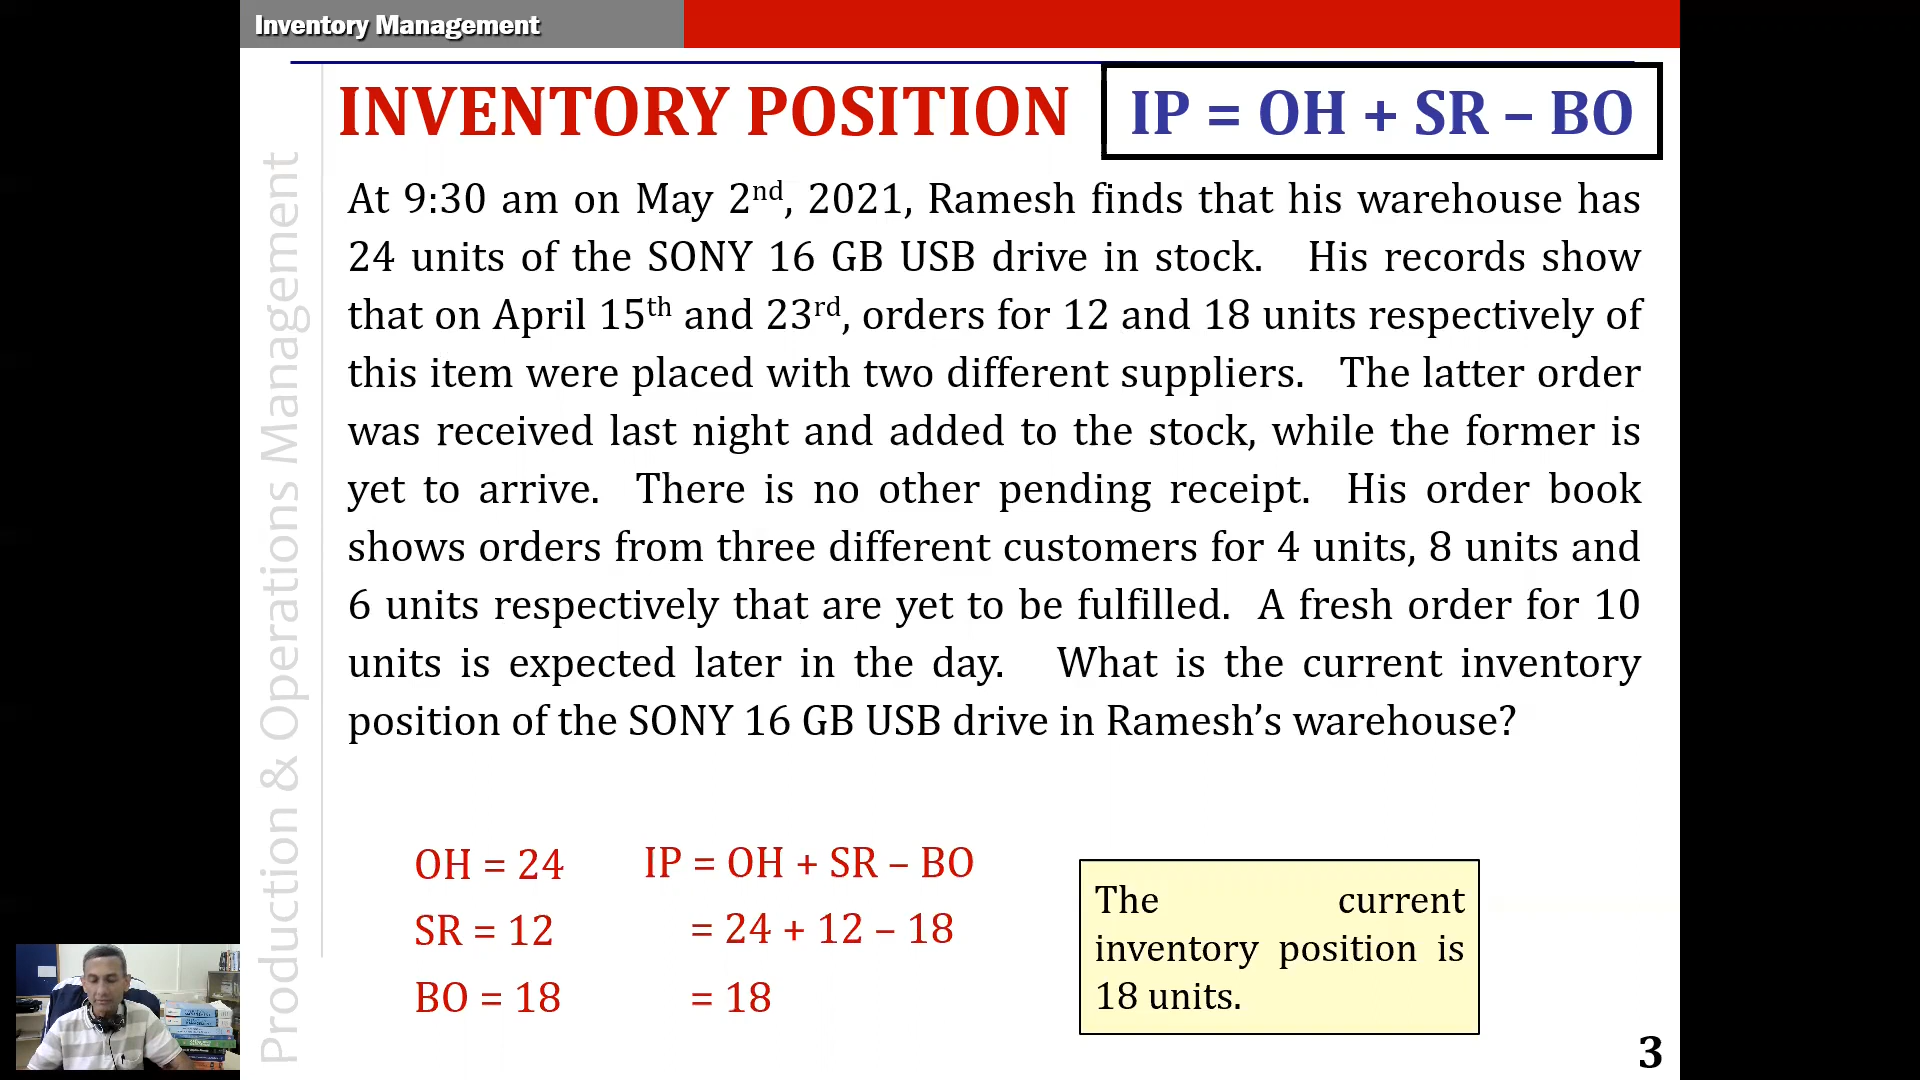 Inventory Management
INVENTORY POSITION
IP = OH + SR – BO
Production & Operations Management
At 9:30 am on May 2nd, 2021, Ramesh finds that his warehouse has
24 units of the SONY 16 GB USB drive in stock. His records show
that on April 15th and 23rd, orders for 12 and 18 units respectively of
this item were placed with two different suppliers. The latter order
was received last night and added to the stock, while the former is
yet to arrive. There is no other pending receipt. His order book
shows orders from three different customers for 4 units, 8 units and
6 units respectively that are yet to be fulfilled. A fresh order for 10
units is expected later in the day. What is the current inventory
position of the SONY 16 GB USB drive in Ramesh’s warehouse?
OH = 24
SR = 12
BO = 18
IP = OH + SR – BO
= 24 + 12 – 18
= 18
The current
inventory position is
18 units.
3